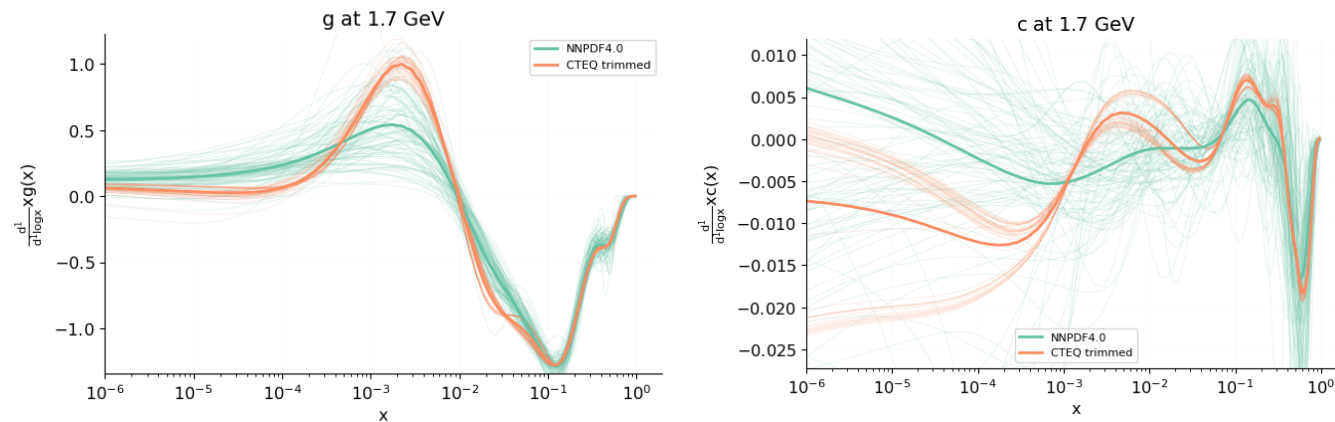 g at 1.7 GeV
NNPDF4.0
CTEQ trimmed
1.0
0.5
0.0
−0.5
−1.0
d¹/d¹logx xg(x)
10⁻⁶ 10⁻⁵ 10⁻⁴ 10⁻³ 10⁻² 10⁻¹ 10⁰
x
c at 1.7 GeV
0.010
0.005
0.000
−0.005
−0.010
−0.015
−0.020
−0.025
d¹/d¹logx xc(x)
NNPDF4.0
CTEQ trimmed
10⁻⁶ 10⁻⁵ 10⁻⁴ 10⁻³ 10⁻² 10⁻¹ 10⁰
x